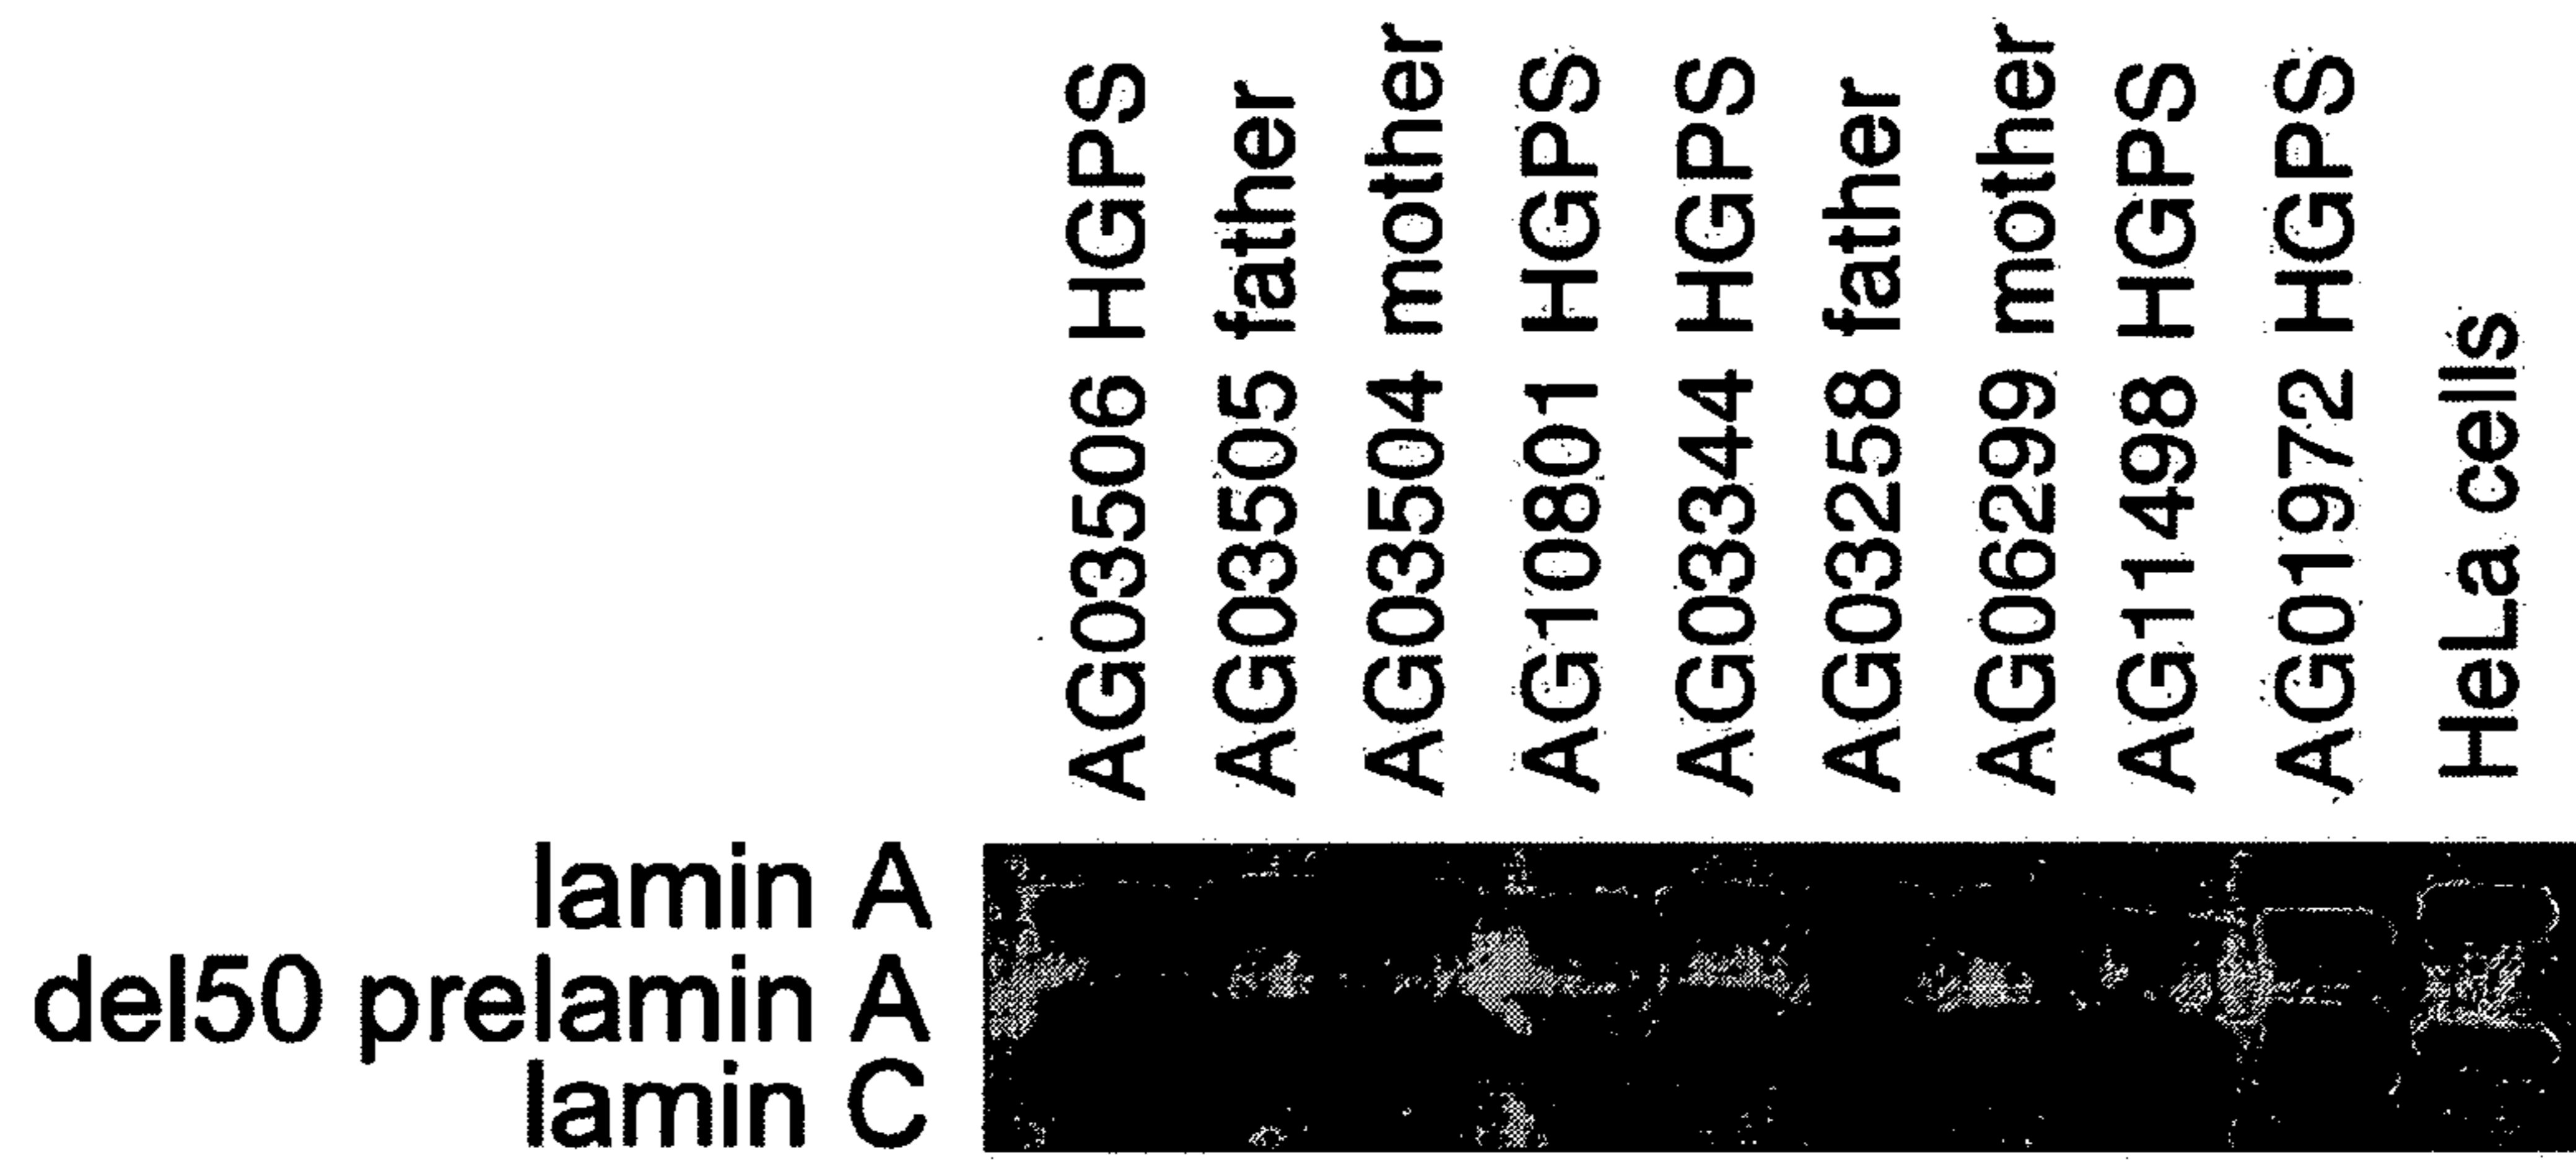 AG03506 HGPS
AG03505 father
AG03504 mother
AG10801 HGPS
AG03344 HGPS
AG03258 father
AG06299 mother
AG11498 HGPS
AG01972 HGPS
HeLa cells
lamin A
del50 prelamin A
lamin C